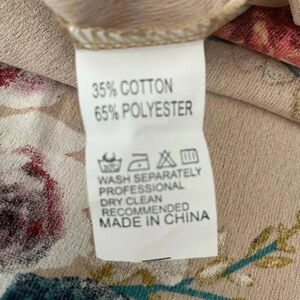 35% COTTON
65% POLYESTER
WASH SEPARATELY
PROFESSIONAL
DRY CLEAN
RECOMMENDED
MADE IN CHINA